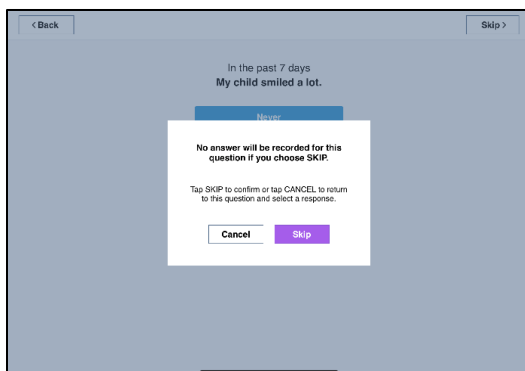 < Back
Skip >
In the past 7 days
My child smiled a lot.
Never
No answer will be recorded for this
question if you choose SKIP.
Tap SKIP to confirm or tap CANCEL to return
to this question and select a response.
Cancel
Skip